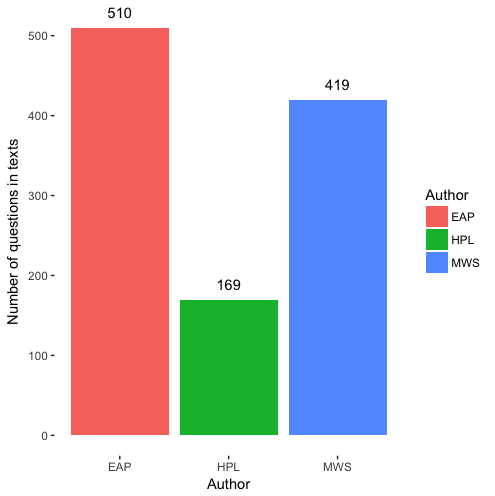 510
500
419
400
300
169
200
100
0
Number of questions in texts
EAP
HPL
MWS
Author
Author
EAP
HPL
MWS